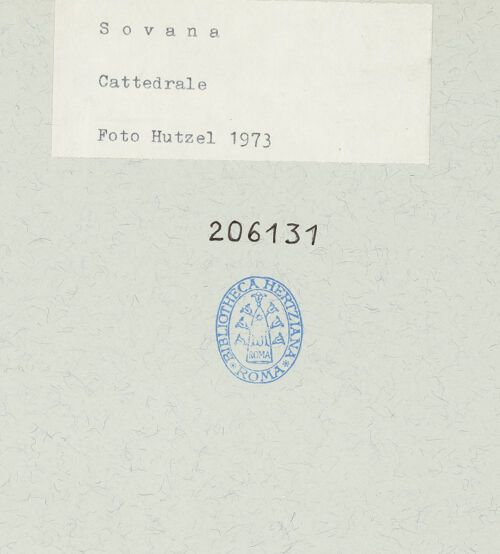 S o v a n a
Cattedrale
Foto Hutzel 1973
206131
BIBLIOTHECA HERTZIANA
* ROMA *
ROMA